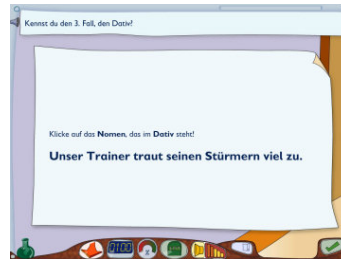 Kennst du den 3. Fall, den Dativ?
Klicke auf das Nomen, das im Dativ steht!
Unser Trainer traut seinen Stürmern viel zu.
0100